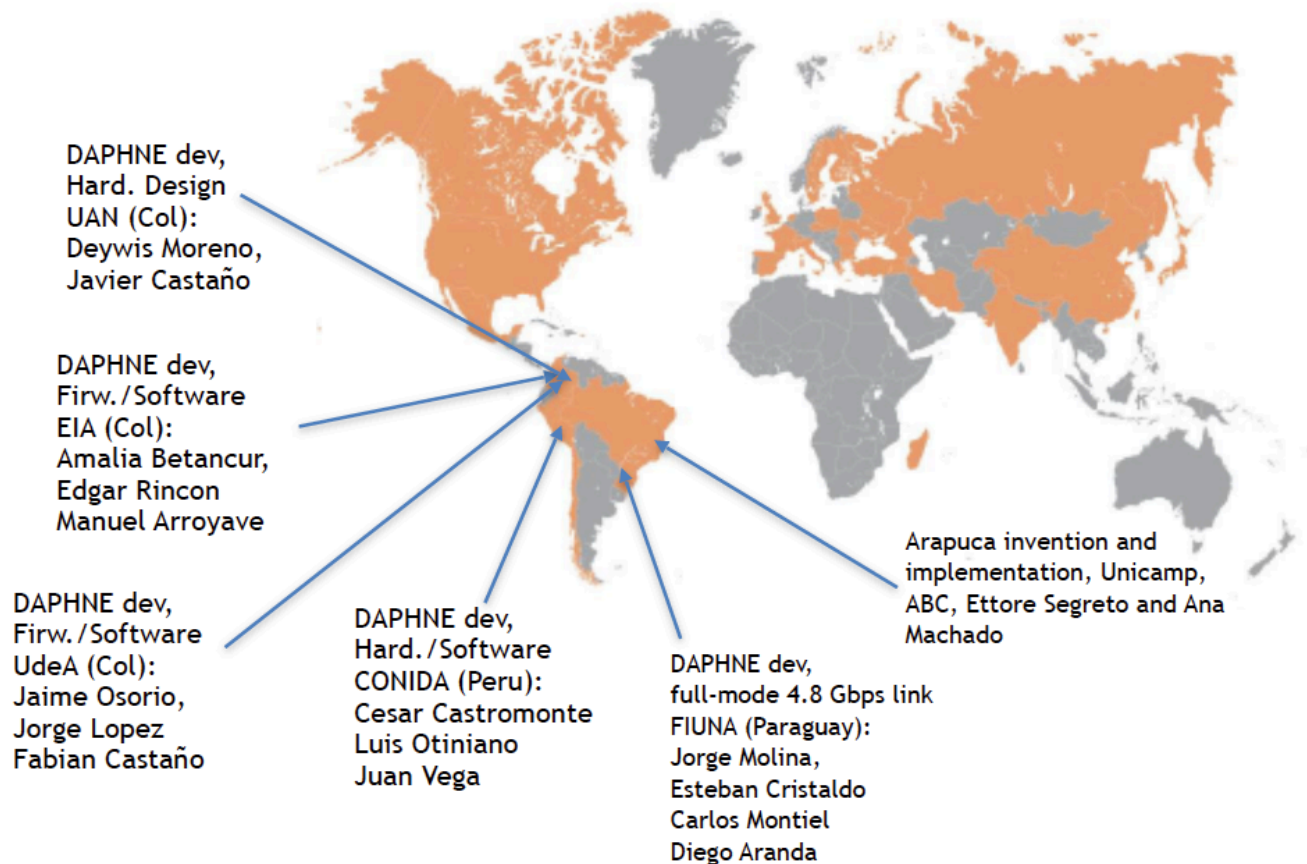 DAPHNE dev,
Hard. Design
UAN (Col):
Deywis Moreno,
Javier Castaño
DAPHNE dev,
Firw./Software
EIA (Col):
Amalia Betancur,
Edgar Rincon
Manuel Arroyave
DAPHNE dev,
Firw./Software
UdeA (Col):
Jaime Osorio,
Jorge Lopez
Fabian Castaño
DAPHNE dev,
Hard./Software
CONIDA (Peru):
Cesar Castromonte
Luis Otiniano
Juan Vega
DAPHNE dev,
full-mode 4.8 Gbps link
FIUNA (Paraguay):
Jorge Molina,
Esteban Cristaldo
Carlos Montiel
Diego Aranda
Arapuca invention and
implementation, Unicamp,
ABC, Ettore Segreto and Ana
Machado